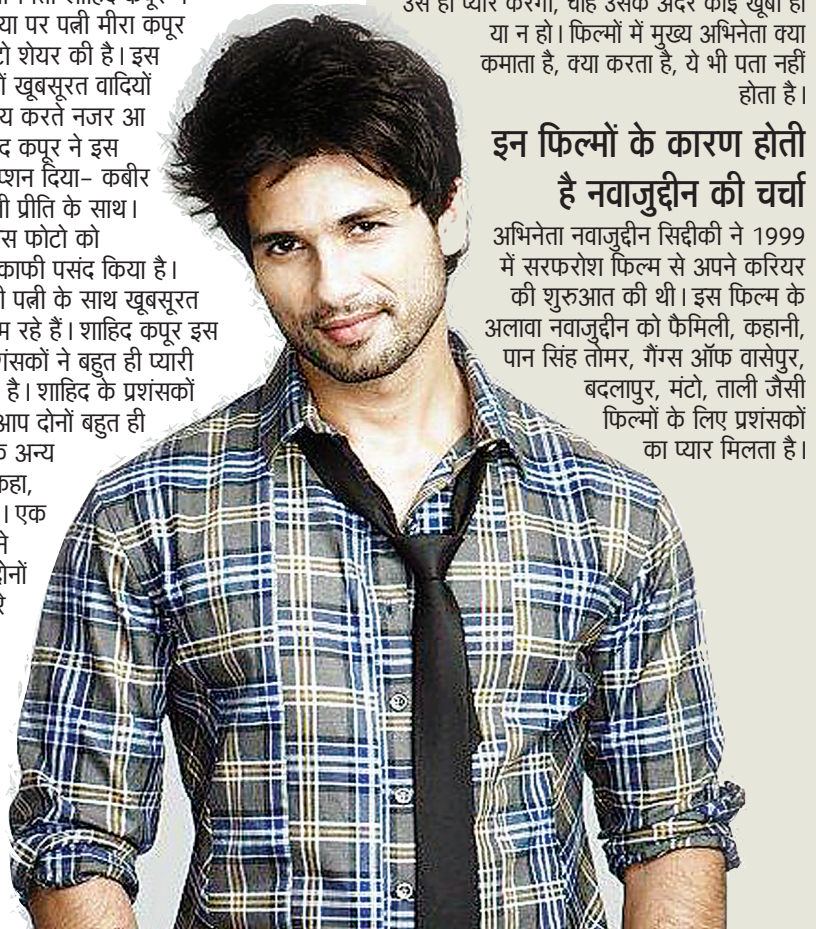 या पर पत्नी मीरा कपूर
शेयर की है। इस
खूबसूरत वादियों
करते नजर आ
कपूर ने इस
दिया– कबीर
प्रीति के साथ।
फोटो को
काफी पसंद किया है।
पत्नी के साथ खूबसूरत
रहे हैं। शाहिद कपूर इस
ने बहुत ही प्यारी
है। शाहिद के प्रशंसकों
आप दोनों बहुत ही
अन्य
कहा,
। एक
उसे ही प्यार करेगी, चाहे उसके अंदर कोई खूबी हो
या न हो। फिल्मों में मुख्य अभिनेता क्या
कमाता है, क्या करता है, ये भी पता नहीं
होता है।
इन फिल्मों के कारण होती
है नवाजुद्दीन की चर्चा
अभिनेता नवाजुद्दीन सिद्दीकी ने 1999
में सरफरोश फिल्म से अपने करियर
की शुरुआत की थी। इस फिल्म के
अलावा नवाजुद्दीन को फैमिली, कहानी,
पान सिंह तोमर, गैंग्स ऑफ वासेपुर,
बदलापुर, मंटो, ताली जैसी
फिल्मों के लिए प्रशंसकों
का प्यार मिलता है।